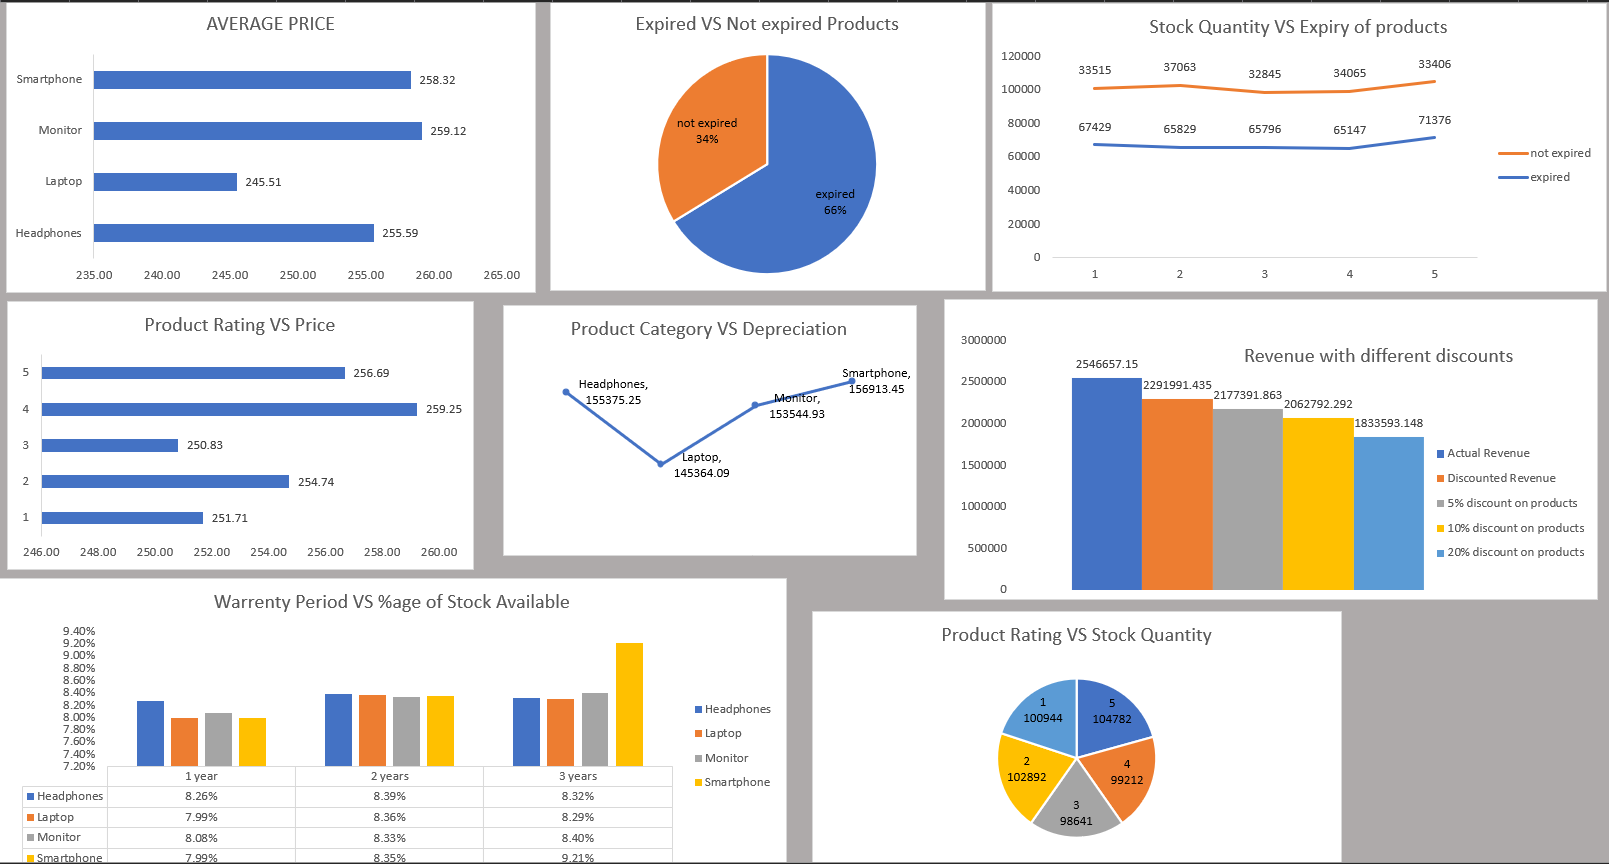 AVERAGE PRICE
Smartphone
258.32
Monitor
259.12
Laptop
245.51
Headphones
255.59
235.00 240.00 245.00 250.00 255.00 260.00 265.00
Expired VS Not expired Products
not expired
34%
expired
66%
Stock Quantity VS Expiry of products
120000
100000
80000
60000
40000
20000
0
33515 37063 32845 34065 33406
67429 65829 65796 65147 71376
1 2 3 4 5
not expired
expired
Product Rating VS Price
5
256.69
4
259.25
3
250.83
2
254.74
1
251.71
246.00 248.00 250.00 252.00 254.00 256.00 258.00 260.00
Product Category VS Depreciation
Headphones,
155375.25
Laptop,
145364.09
Monitor,
153544.93
Smartphone,
156913.45
Revenue with different discounts
3000000
2500000
2000000
1500000
1000000
500000
0
2546657.15
2291991.435
2177391.863
2062792.292
1833593.148
Actual Revenue
Discounted Revenue
5% discount on products
10% discount on products
20% discount on products
Warrenty Period VS %age of Stock Available
9.40%
9.20%
9.00%
8.80%
8.60%
8.40%
8.20%
8.00%
7.80%
7.60%
7.40%
7.20%
1 year 2 years 3 years
Headphones 8.26% 8.39% 8.32%
Laptop 7.99% 8.36% 8.29%
Monitor 8.08% 8.33% 8.40%
Smartphone 7.99% 8.35% 9.21%
Headphones
Laptop
Monitor
Smartphone
Product Rating VS Stock Quantity
1
100944
5
104782
2
102892
4
99212
3
98641